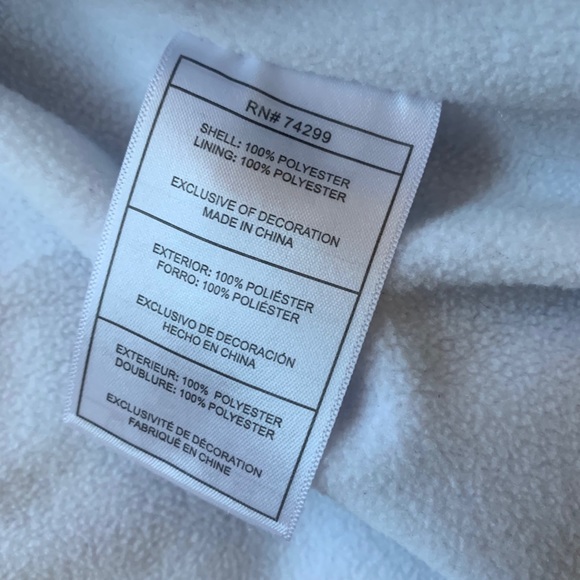 RN# 74299
SHELL: 100% POLYESTER
LINING: 100% POLYESTER
EXCLUSIVE OF DECORATION
MADE IN CHINA
EXTERIOR: 100% POLIÉSTER
FORRO: 100% POLIÉSTER
EXCLUSIVO DE DECORACIÓN
HECHO EN CHINA
EXTERIEUR: 100% POLYESTER
DOUBLURE: 100% POLYESTER
EXCLUSIVITÉ DE DÉCORATION
FABRIQUÉ EN CHINE